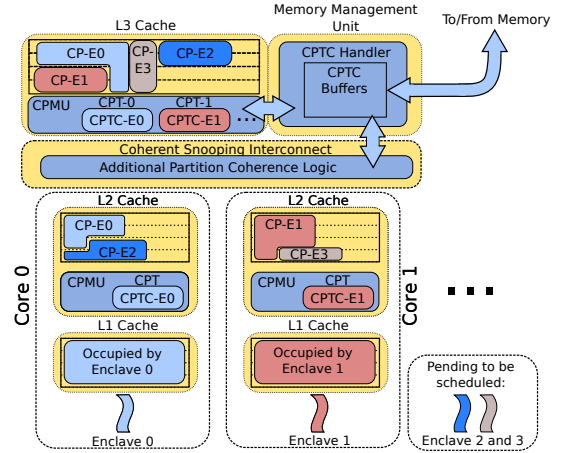 L3 Cache
Memory Management
Unit
To/From Memory
CP-E0
CP-
E3
CP-E2
CP-E1
CPTC Handler
CPTC
Buffers
CPMU
CPT-0
CPT-1
CPTC-E0
CPTC-E1
...
Coherent Snooping Interconnect
Additional Partition Coherence Logic
Core 0
L2 Cache
CP-E0
CP-E2
CPMU
CPT
CPTC-E0
L1 Cache
Occupied by
Enclave 0
Enclave 0
L2 Cache
CP-E1
CP-E3
CPMU
CPT
CPTC-E1
L1 Cache
Occupied by
Enclave 1
Enclave 1
Core 1
...
Pending to be
scheduled:
Enclave 2 and 3